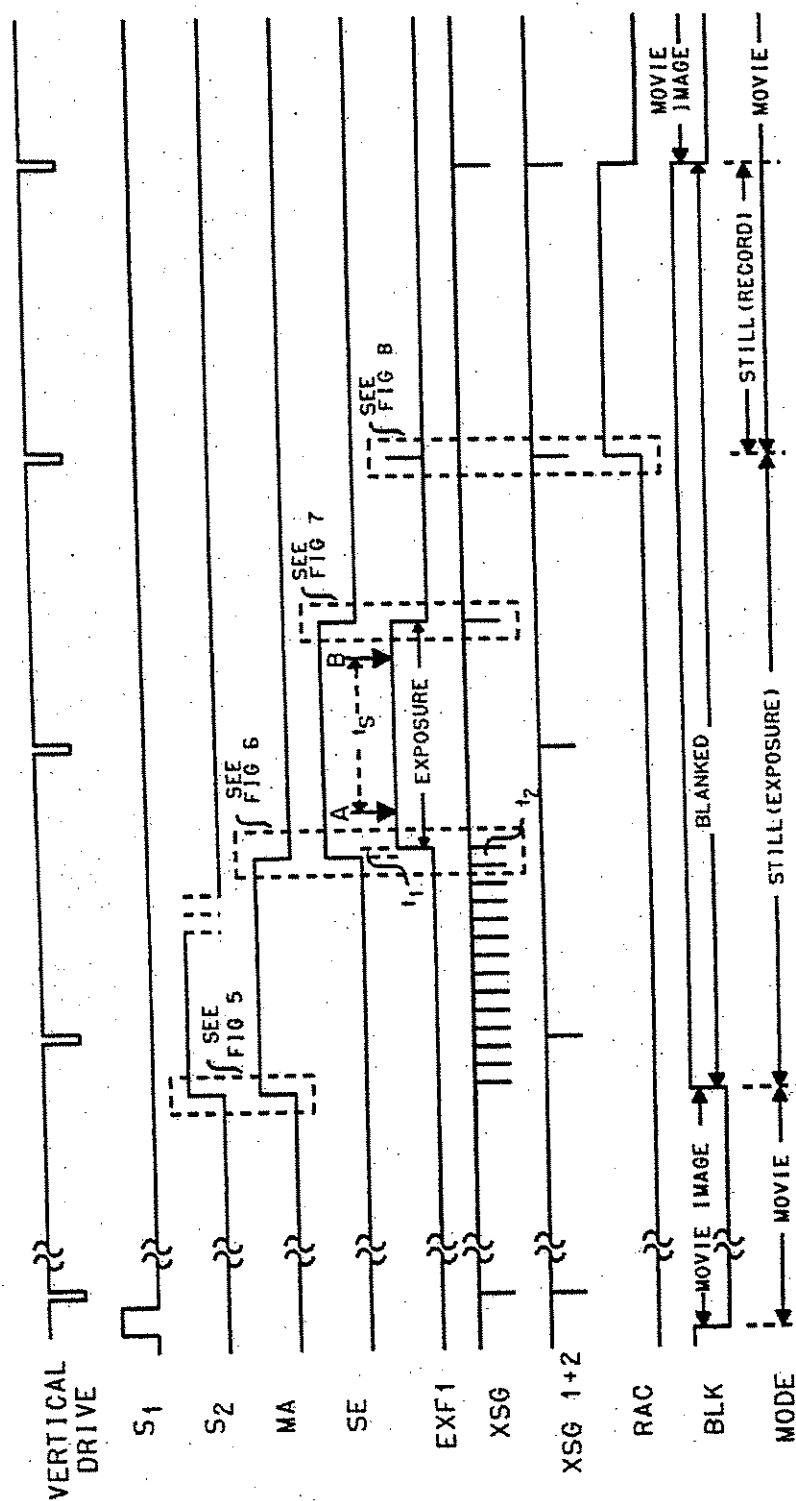 VERTICAL
DRIVE
S1
S2
MA
SE
EXF1
XSG
XSG 1+2
RAC
BLK
MODE
SEE
FIG 5
SEE
FIG 6
SEE
FIG 7
SEE
FIG 8
A
tS
B
EXPOSURE
t1
t2
MOVIE IMAGE
BLANKED
MOVIE
IMAGE
MOVIE
STILL(EXPOSURE)
STILL(RECORD)
MOVIE